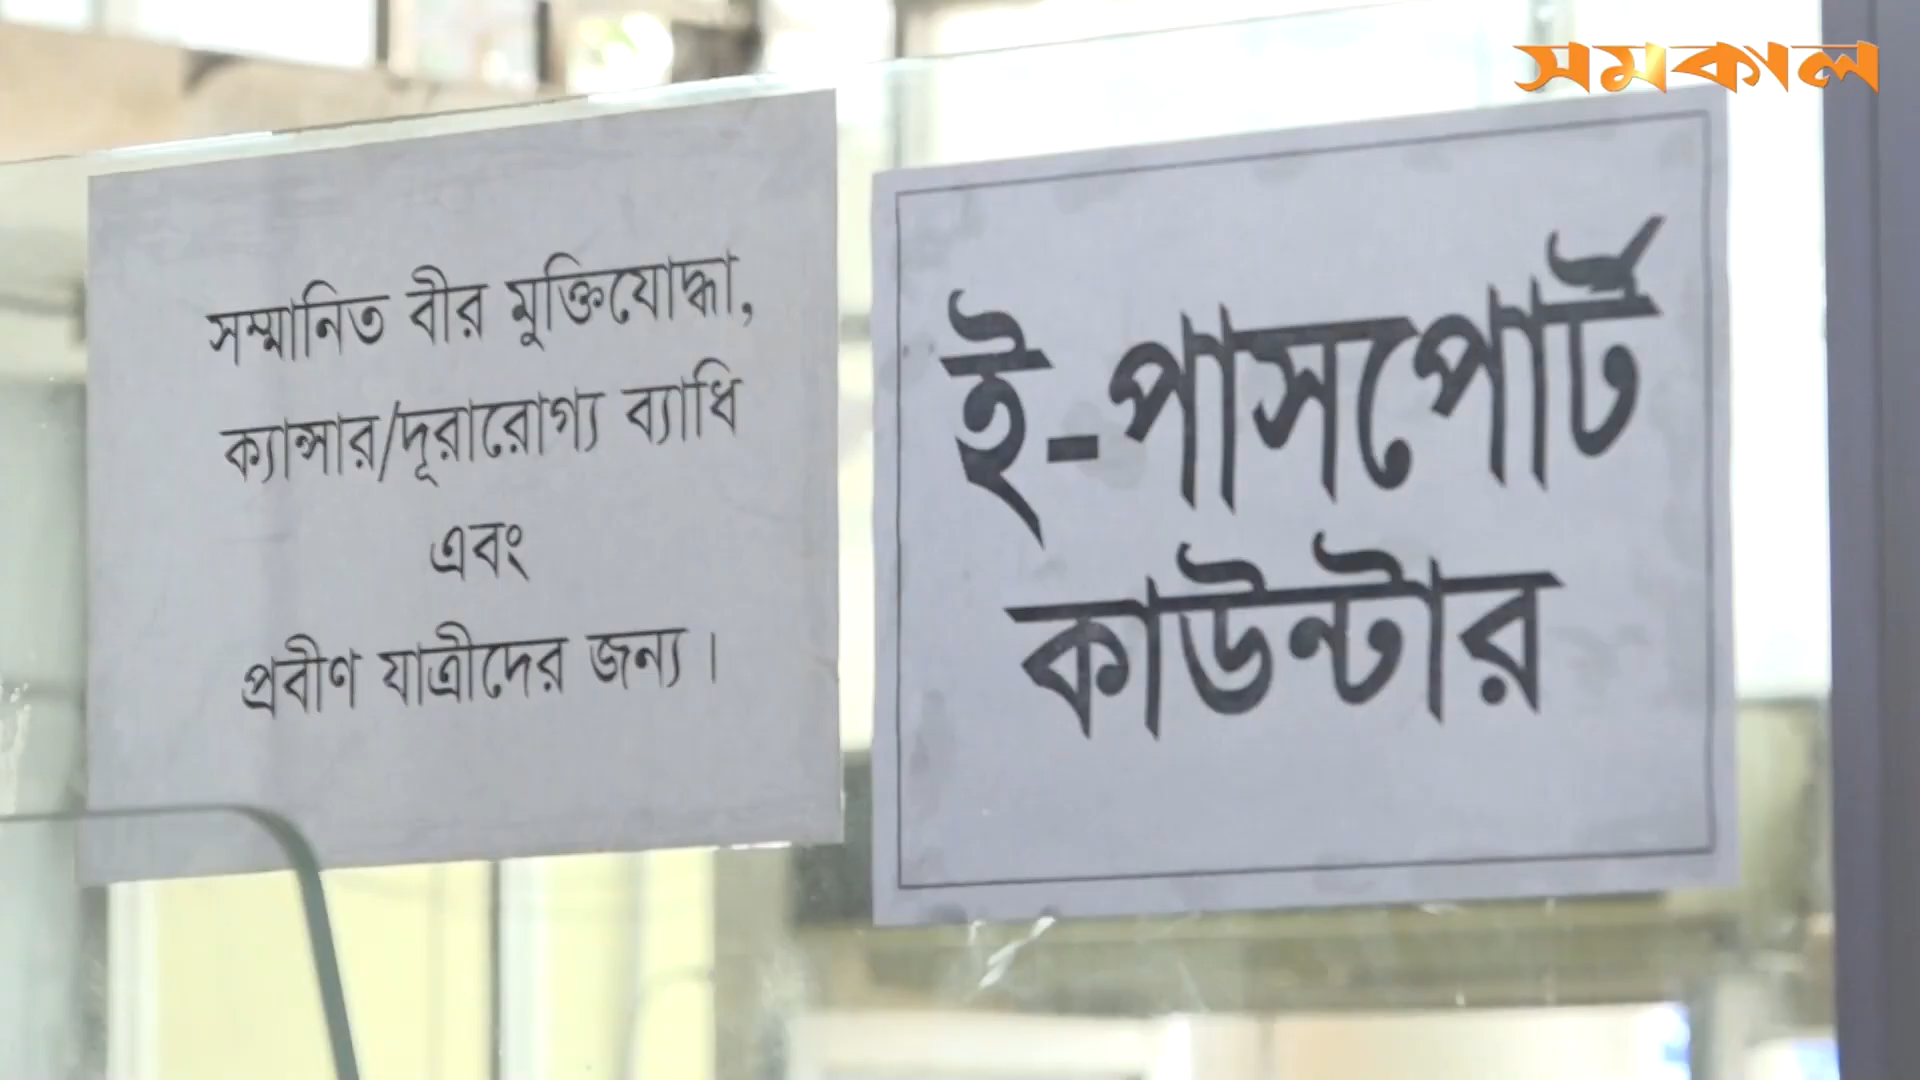 সমকাল
সম্মানিত বীর মুক্তিযোদ্ধা,
ক্যান্সার/দূরারোগ্য ব্যাধি
এবং
প্রবীণ যাত্রীদের জন্য।
ই-পাসপোর্ট
কাউন্টার